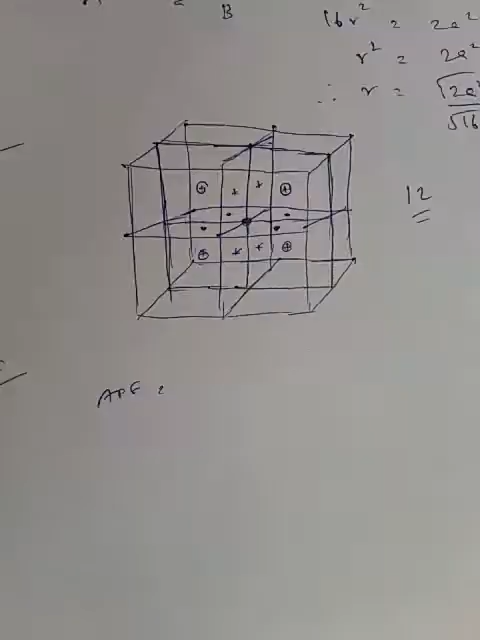 B
16r² = 2a²
r² = 2a²
∴ r = √2a²
√16
12
APF =